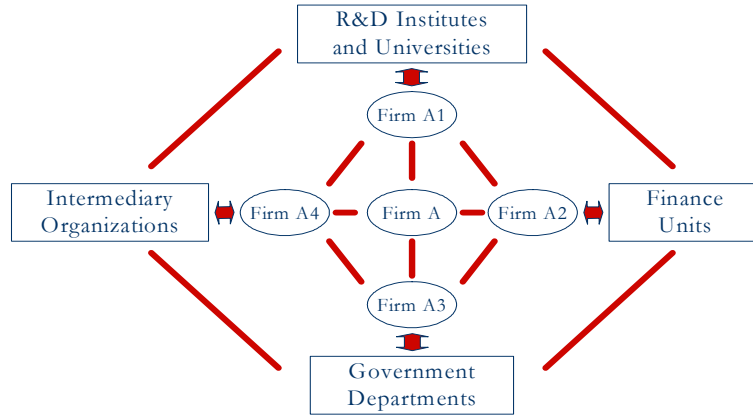 R&D Institutes
and Universities
Firm A1
Intermediary
Organizations
Firm A4
Firm A
Firm A2
Finance
Units
Firm A3
Government
Departments